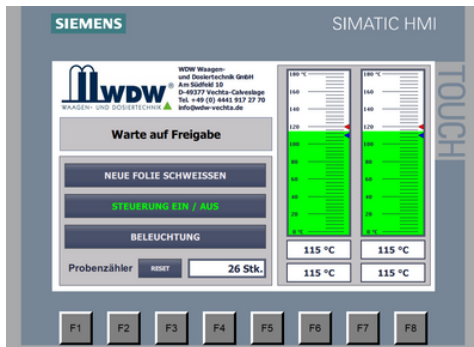 SIEMENS
SIMATIC HMI
TOUCH
WDW
WAAGEN- UND DOSIERTECHNIK
®
WDW Waagen-
und Dosiertechnik GmbH
Am Südfeld 10
D-49377 Vechta-Calveslage
Tel. +49 (0) 4441 917 27 70
info@wdw-vechta.de
Warte auf Freigabe
NEUE FOLIE SCHWEISSEN
STEUERUNG EIN / AUS
BELEUCHTUNG
Probenzähler RESET 26 Stk.
180 °C 180 °C
160 160
140 140
120 120
100 100
80 80
60 60
40 40
20 20
0 °C 0 °C
115 °C 115 °C
115 °C 115 °C
F1 F2 F3 F4 F5 F6 F7 F8